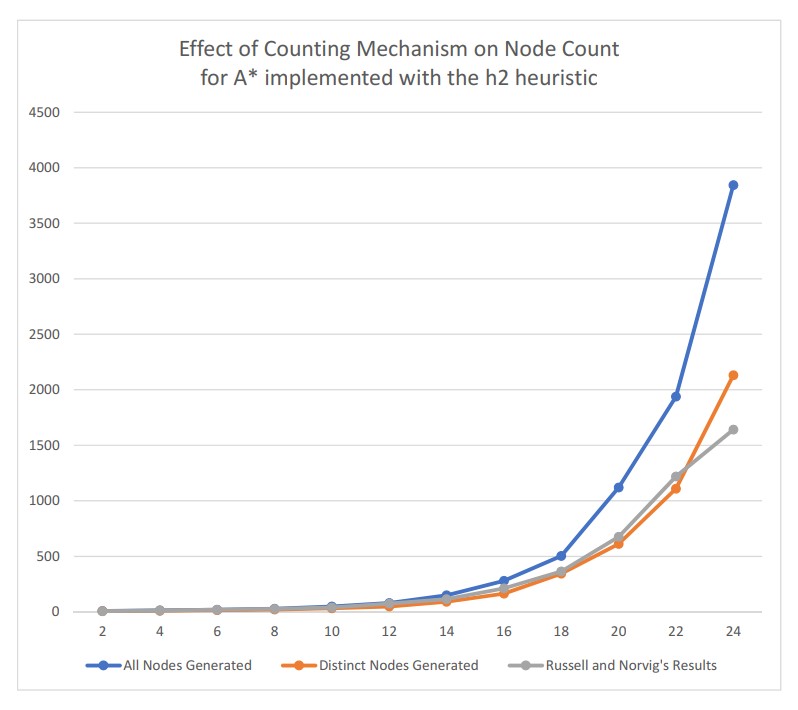 Effect of Counting Mechanism on Node Count
for A* implemented with the h2 heuristic
4500
4000
3500
3000
2500
2000
1500
1000
500
0
2 4 6 8 10 12 14 16 18 20 22 24
All Nodes Generated Distinct Nodes Generated Russell and Norvig's Results